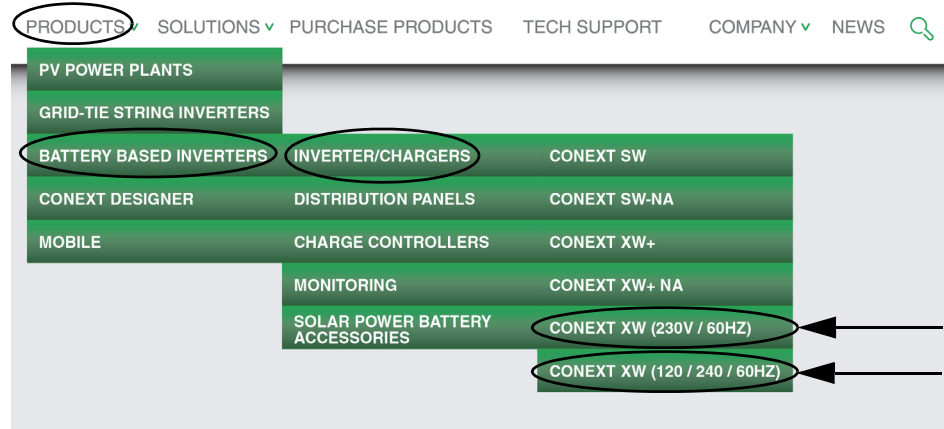 PRODUCTS SOLUTIONS PURCHASE PRODUCTS TECH SUPPORT COMPANY NEWS
PV POWER PLANTS
GRID-TIE STRING INVERTERS
BATTERY BASED INVERTERS INVERTER/CHARGERS CONEXT SW
CONEXT DESIGNER DISTRIBUTION PANELS CONEXT SW-NA
MOBILE CHARGE CONTROLLERS CONEXT XW+
MONITORING CONEXT XW+ NA
SOLAR POWER BATTERY
ACCESSORIES
CONEXT XW (230V / 60HZ)
CONEXT XW (120 / 240 / 60HZ)